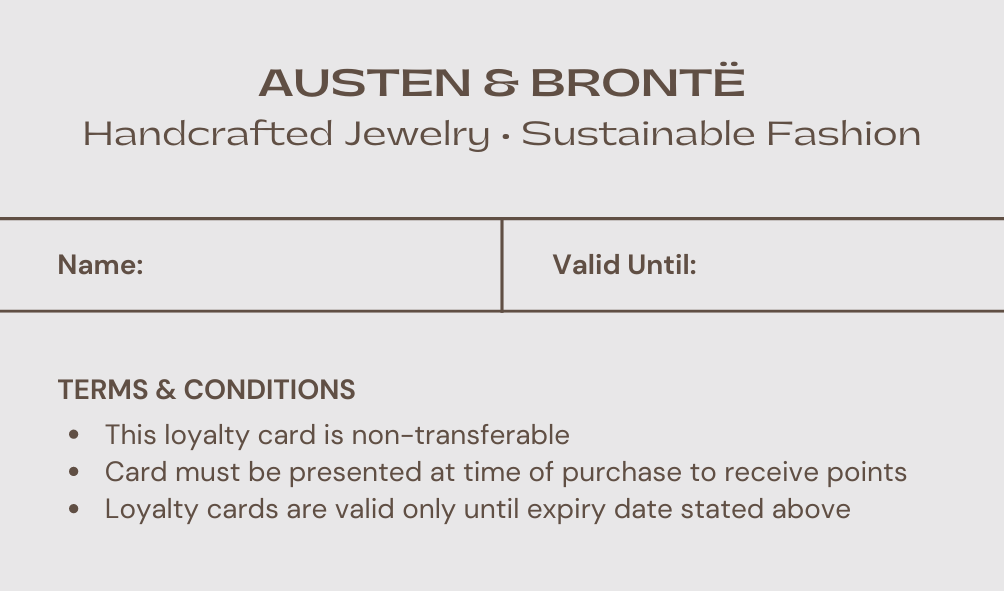 AUSTEN & BRONTË
Handcrafted Jewelry • Sustainable Fashion
Name:
Valid Until:
TERMS & CONDITIONS
• This loyalty card is non-transferable
• Card must be presented at time of purchase to receive points
• Loyalty cards are valid only until expiry date stated above